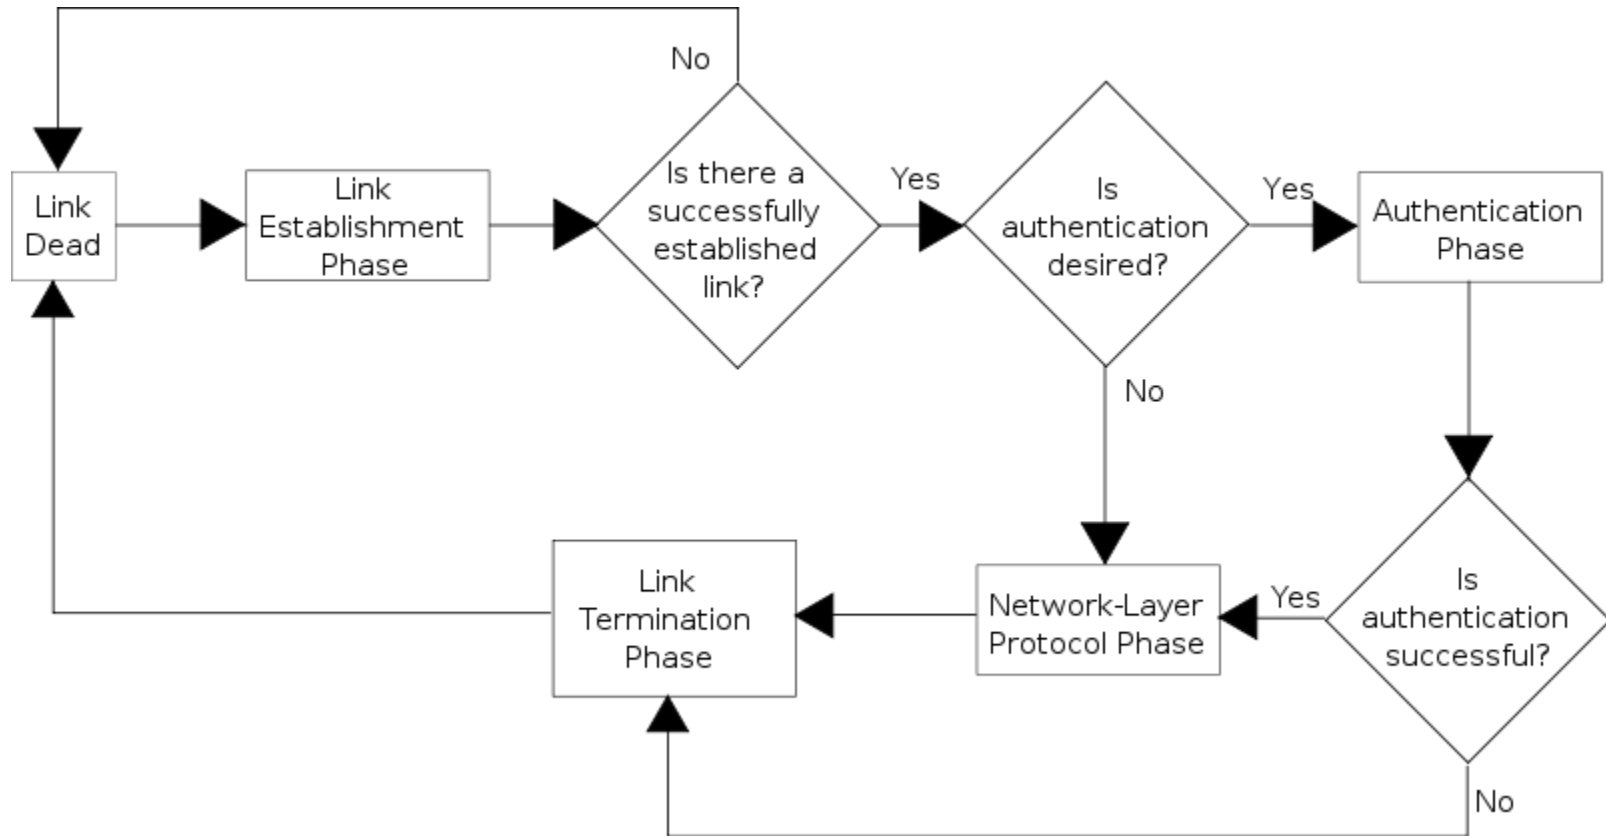 No
Link
Dead
Link
Establishment
Phase
Is there a
successfully
established
link?
Yes
Is
authentication
desired?
Yes
Authentication
Phase
No
Link
Termination
Phase
Network-Layer
Protocol Phase
Yes
Is
authentication
successful?
No